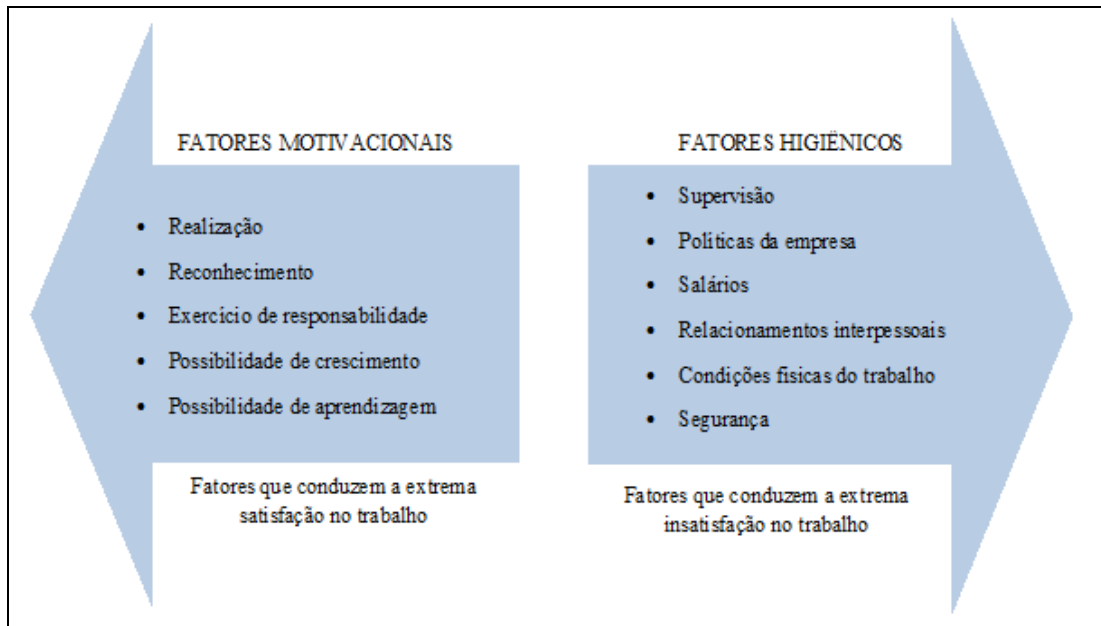 FATORES MOTIVACIONAIS
• Realização
• Reconhecimento
• Exercício de responsabilidade
• Possibilidade de crescimento
• Possibilidade de aprendizagem
Fatores que conduzem a extrema
satisfação no trabalho
FATORES HIGIÊNICOS
• Supervisão
• Políticas da empresa
• Salários
• Relacionamentos interpessoais
• Condições físicas do trabalho
• Segurança
Fatores que conduzem a extrema
insatisfação no trabalho